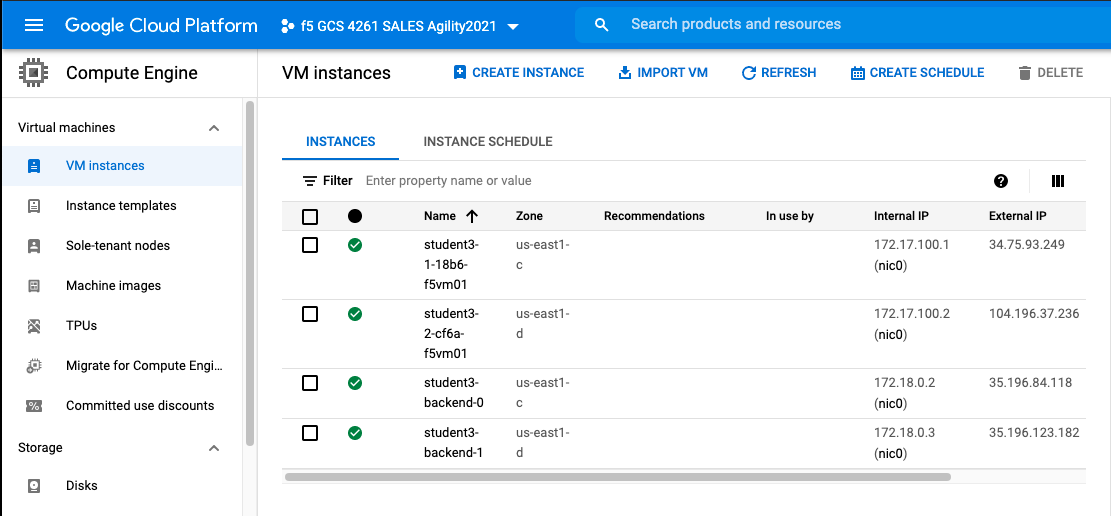 Google Cloud Platform f5 GCS 4261 SALES Agility2021 Search products and resources
Compute Engine VM instances CREATE INSTANCE IMPORT VM REFRESH CREATE SCHEDULE DELETE
Virtual machines
VM instances
Instance templates
Sole-tenant nodes
Machine images
TPUs
Migrate for Compute Engi...
Committed use discounts
Storage
Disks
INSTANCES INSTANCE SCHEDULE
Filter Enter property name or value
Name Zone Recommendations In use by Internal IP External IP
student3- us-east1- 172.17.100.1 34.75.93.249
1-18b6- c (nic0)
f5vm01
student3- us-east1- 172.17.100.2 104.196.37.236
2-cf6a- d (nic0)
f5vm01
student3- us-east1- 172.18.0.2 35.196.84.118
backend-0 c (nic0)
student3- us-east1- 172.18.0.3 35.196.123.182
backend-1 d (nic0)